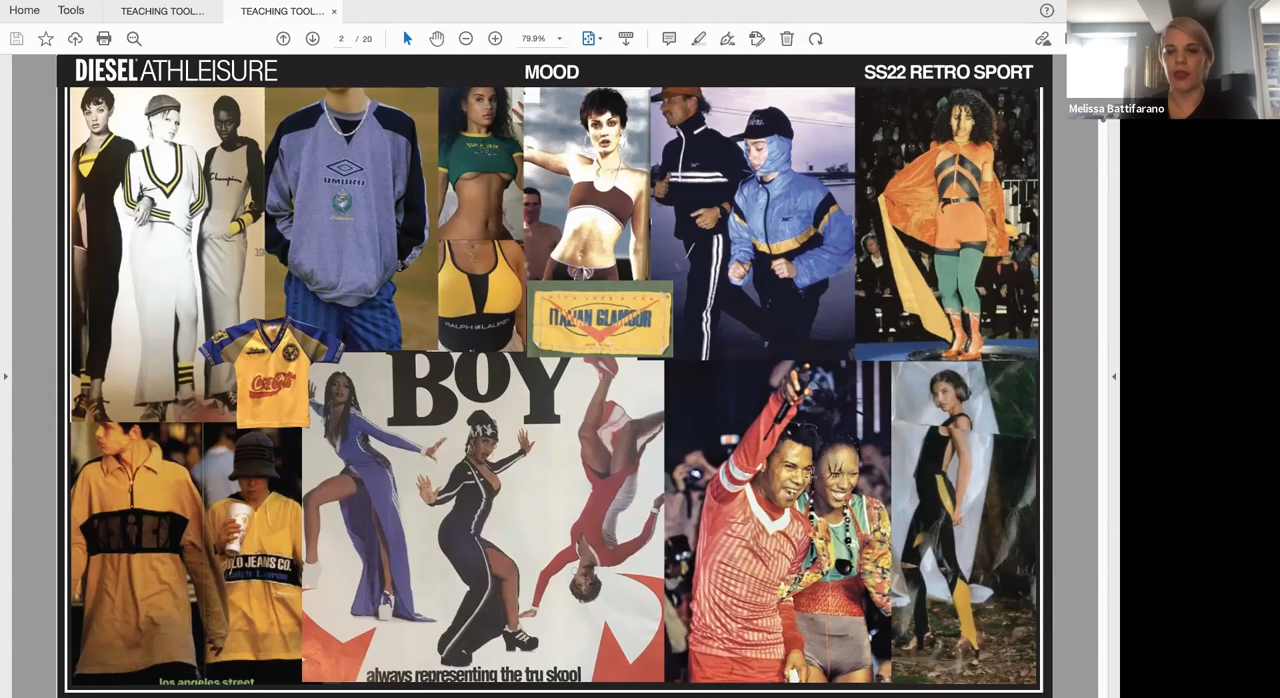 Home Tools TEACHING TOOL... TEACHING TOOL... ×
2 / 20 79.9%
DIESEL ATHLEISURE MOOD SS22 RETRO SPORT
Melissa Battifarano
Champion
UMBRO
RALPH LAUREN
ITALIAN GLAMOUR
Coca-Cola
BOY
POLO JEANS CO.
Ralph Lauren
always representing the tru skool
los angeles street